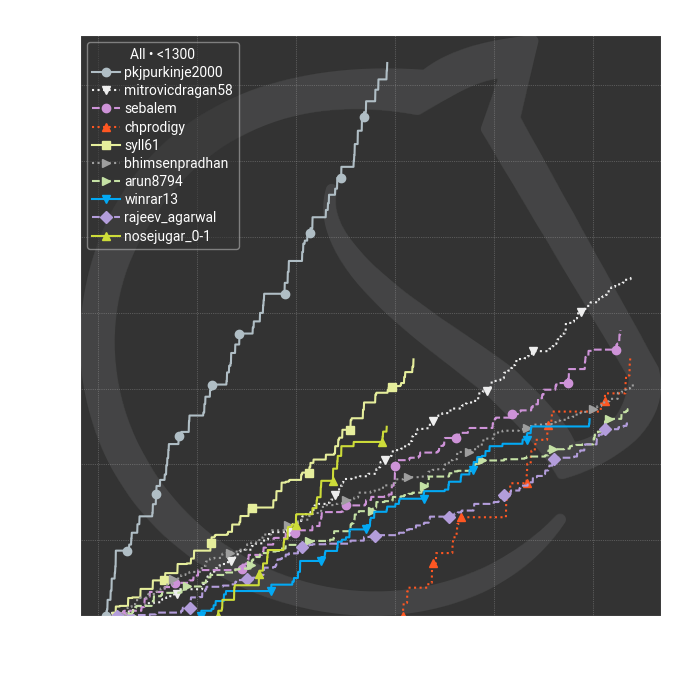 All • <1300
pkjpurkinje2000
mitrovicdragan58
sebalem
chprodigy
syll61
bhimsenpradhan
arun8794
winrar13
rajeev_agarwal
nosejugar_0-1